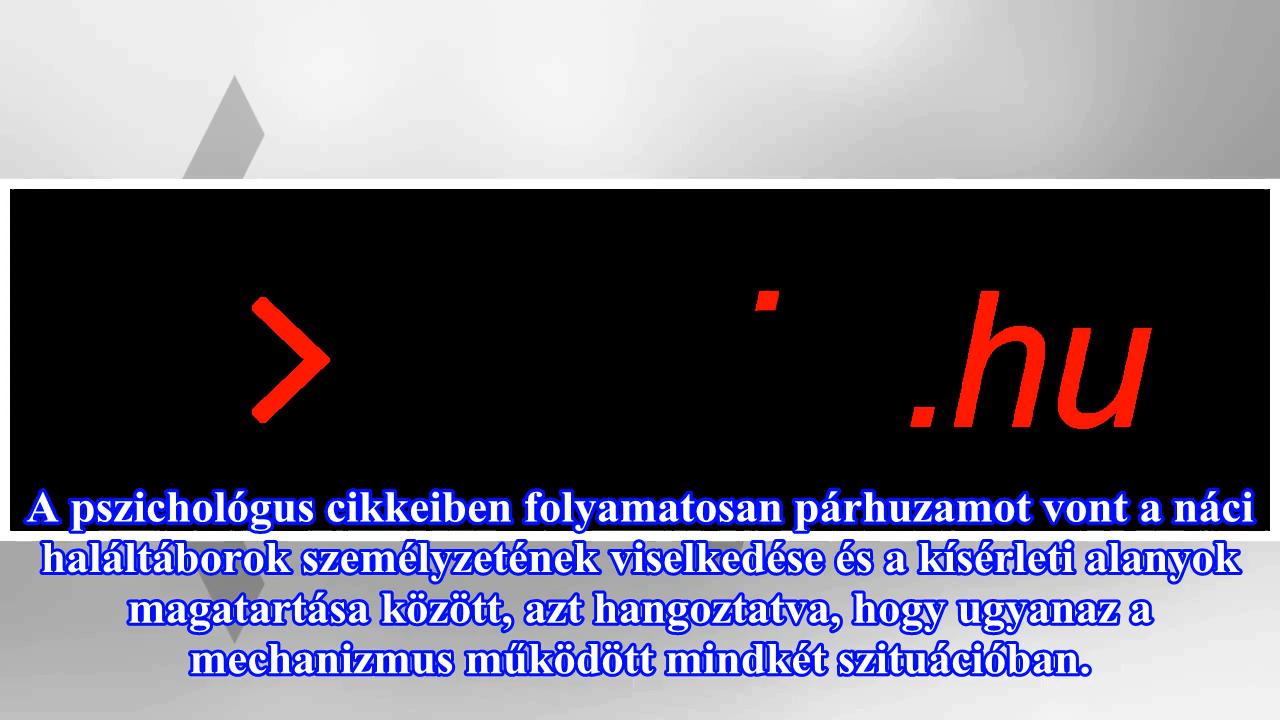 .hu
A pszichológus cikkeiben folyamatosan párhuzamot vont a náci
haláltáborok személyzetének viselkedése és a kísérleti alanyok
magatartása között, azt hangoztatva, hogy ugyanaz a
mechanizmus működött mindkét szituációban.